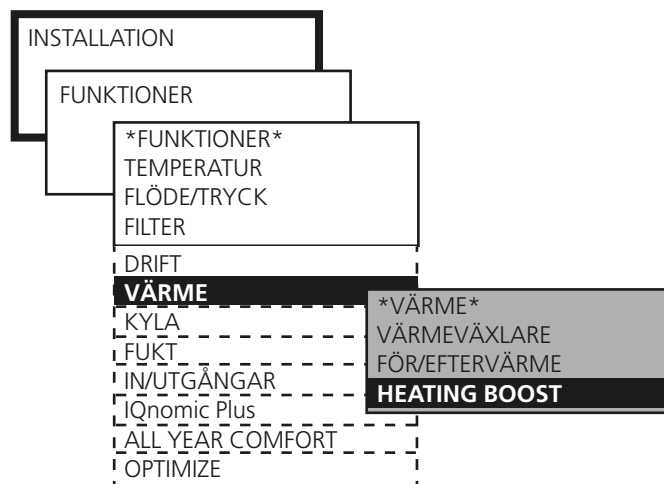 INSTALLATION
FUNKTIONER
*FUNKTIONER*
TEMPERATUR
FLÖDE/TRYCK
FILTER
DRIFT
VÄRME
KYLA
FUKT
IN/UTGÅNGAR
IQnomic Plus
ALL YEAR COMFORT
OPTIMIZE
*VÄRME*
VÄRMEVÄXLARE
FÖR/EFTERVÄRME
HEATING BOOST